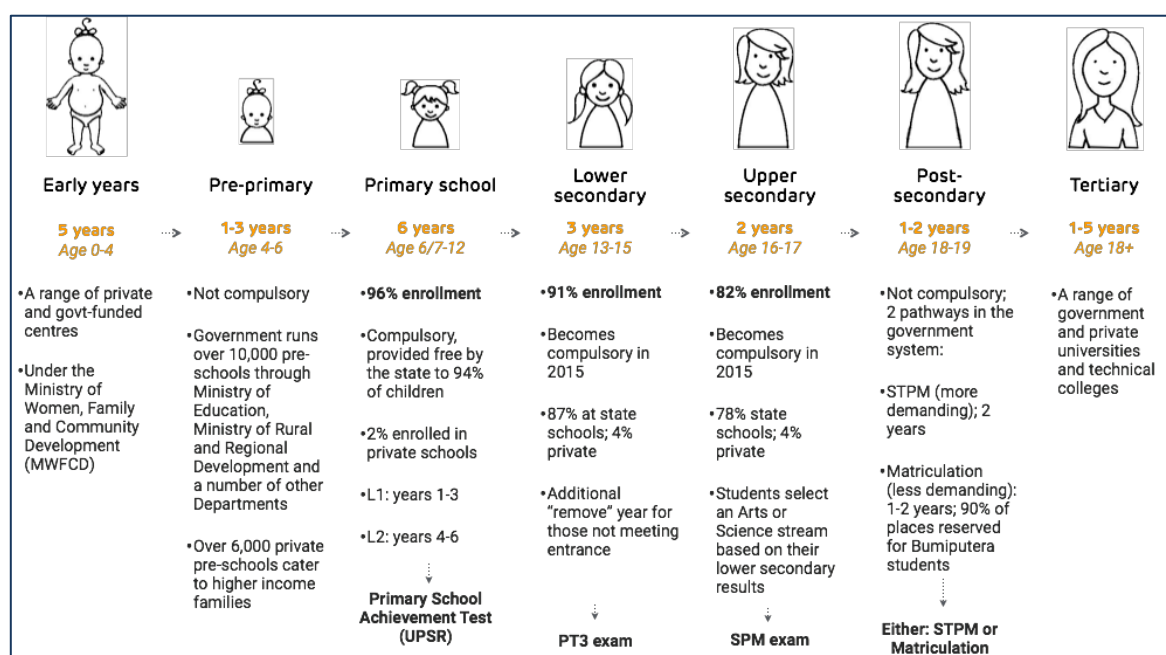 Early years
5 years
Age 0-4
•A range of private
and govt-funded
centres
•Under the
Ministry of
Women, Family
and Community
Development
(MWFCD)
Pre-primary
1-3 years
Age 4-6
•Not compulsory
•Government runs
over 10,000 pre-
schools through
Ministry of
Education,
Ministry of Rural
and Regional
Development and
a number of other
Departments
•Over 6,000 private
pre-schools cater
to higher income
families
Primary school
6 years
Age 6/7-12
•96% enrollment
•Compulsory,
provided free by
the state to 94%
of children
•2% enrolled in
private schools
•L1: years 1-3
•L2: years 4-6
Primary School
Achievement Test
(UPSR)
Lower
secondary
3 years
Age 13-15
•91% enrollment
•Becomes
compulsory in
2015
•87% at state
schools; 4%
private
•Additional
“remove” year for
those not meeting
entrance
PT3 exam
Upper
secondary
2 years
Age 16-17
•82% enrollment
•Becomes
compulsory in
2015
•78% state
schools; 4%
private
•Students select
an Arts or
Science stream
based on their
lower secondary
results
SPM exam
Post-
secondary
1-2 years
Age 18-19
•Not compulsory;
2 pathways in the
government
system:
•STPM (more
demanding); 2
years
•Matriculation
(less demanding):
1-2 years; 90% of
places reserved
for Bumiputera
students
Either: STPM or
Matriculation
Tertiary
1-5 years
Age 18+
•A range of
government
and private
universities
and technical
colleges